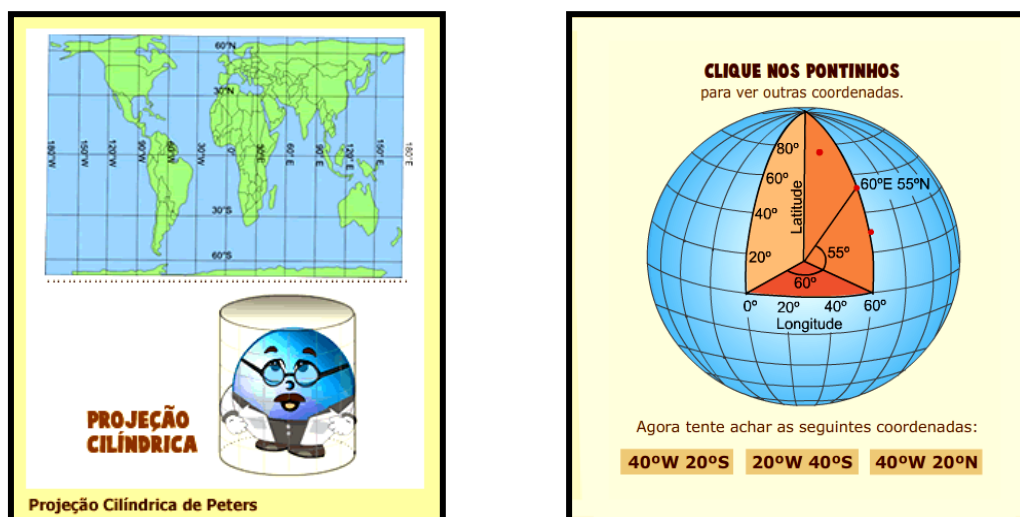 60°N
30°N
180°W 150°W 120°W 90°W 60°W 30°W 0° 30°E 60°E 90°E 120°E 150°E 180°E
30°S
60°S
PROJEÇÃO
CILÍNDRICA
Projeção Cilíndrica de Peters
CLIQUE NOS PONTINHOS
para ver outras coordenadas.
80º
60º
60ºE 55ºN
40º
Latitude
20º
55º
60º
0º 20º 40º 60º
Longitude
Agora tente achar as seguintes coordenadas:
40ºW 20ºS 20ºW 40ºS 40ºW 20ºN